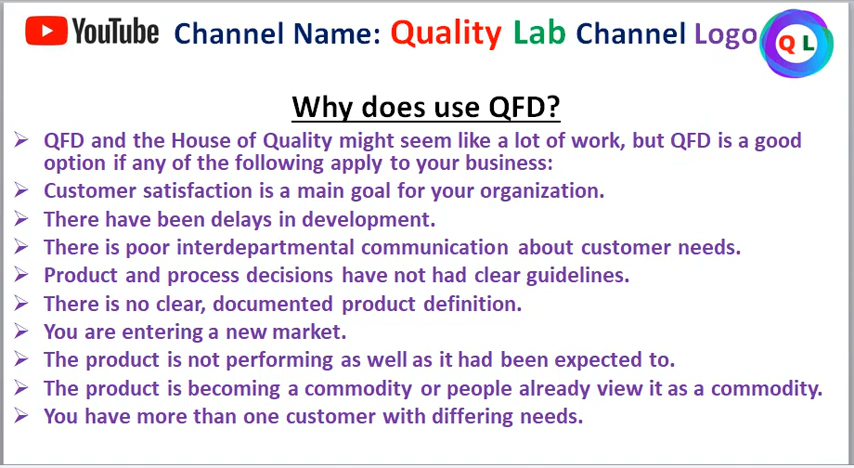 YouTube Channel Name: Quality Lab Channel Logo Q L
Why does use QFD?
QFD and the House of Quality might seem like a lot of work, but QFD is a good
option if any of the following apply to your business:
Customer satisfaction is a main goal for your organization.
There have been delays in development.
There is poor interdepartmental communication about customer needs.
Product and process decisions have not had clear guidelines.
There is no clear, documented product definition.
You are entering a new market.
The product is not performing as well as it had been expected to.
The product is becoming a commodity or people already view it as a commodity.
You have more than one customer with differing needs.